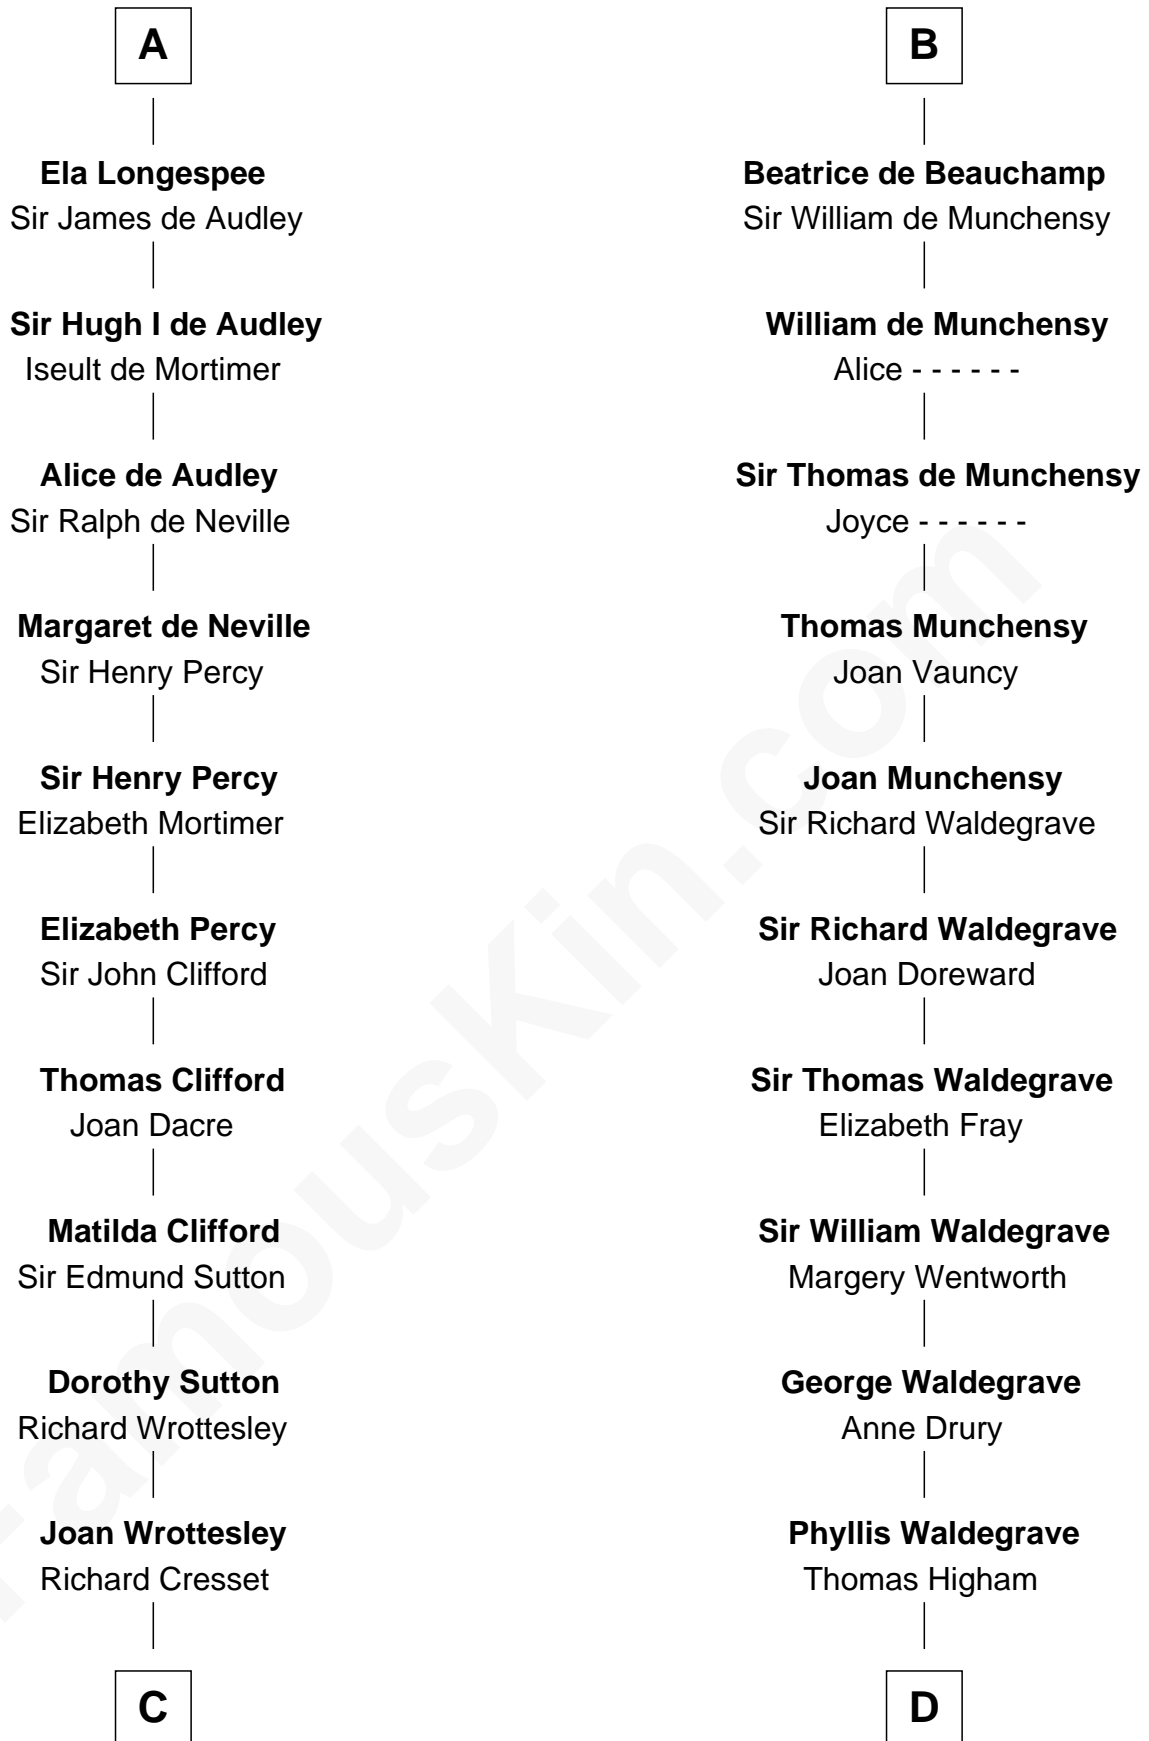 A
Ela Longespee
Sir James de Audley
Sir Hugh I de Audley
Iseult de Mortimer
Alice de Audley
Sir Ralph de Neville
Margaret de Neville
Sir Henry Percy
Sir Henry Percy
Elizabeth Mortimer
Elizabeth Percy
Sir John Clifford
Thomas Clifford
Joan Dacre
Matilda Clifford
Sir Edmund Sutton
Dorothy Sutton
Richard Wrottesley
Joan Wrottesley
Richard Cresset
C
B
Beatrice de Beauchamp
Sir William de Munchensy
William de Munchensy
Alice - - - - - -
Sir Thomas de Munchensy
Joyce - - - - - -
Thomas Munchensy
Joan Vauncy
Joan Munchensy
Sir Richard Waldegrave
Sir Richard Waldegrave
Joan Doreward
Sir Thomas Waldegrave
Elizabeth Fray
Sir William Waldegrave
Margery Wentworth
George Waldegrave
Anne Drury
Phyllis Waldegrave
Thomas Higham
D
FamousKin.com